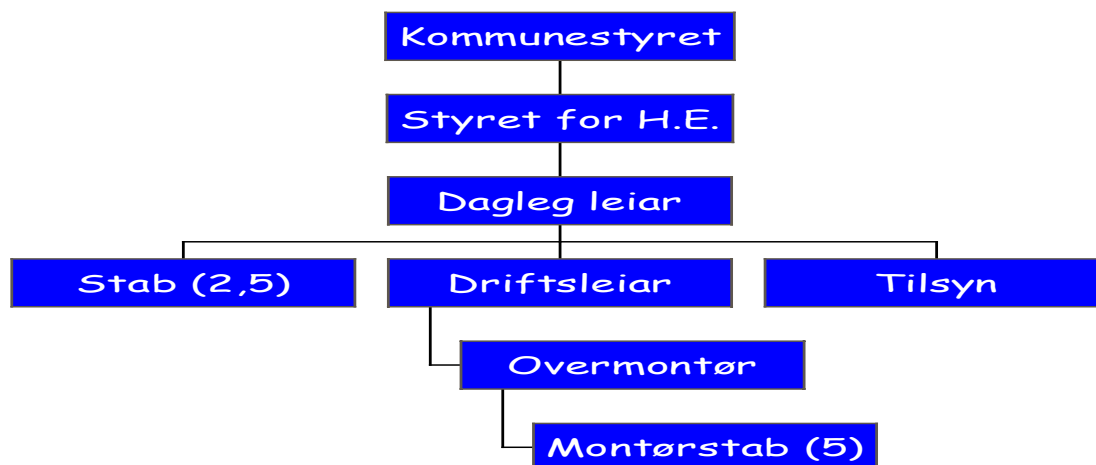 Kommunestyret
Styret for H.E.
Dagleg leiar
Stab (2,5)
Driftsleiar
Tilsyn
Overmontør
Montørstab (5)